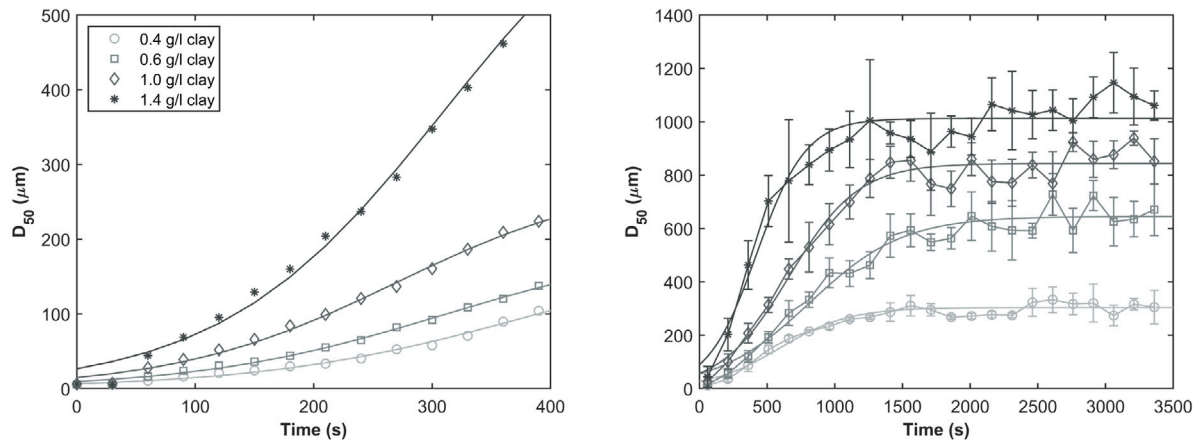 500
400
300
200
100
0
D50 (μm)
0.4 g/l clay
0.6 g/l clay
1.0 g/l clay
1.4 g/l clay
0 100 200 300 400
Time (s)
1400
1200
1000
800
600
400
200
0
D50 (μm)
0 500 1000 1500 2000 2500 3000 3500
Time (s)